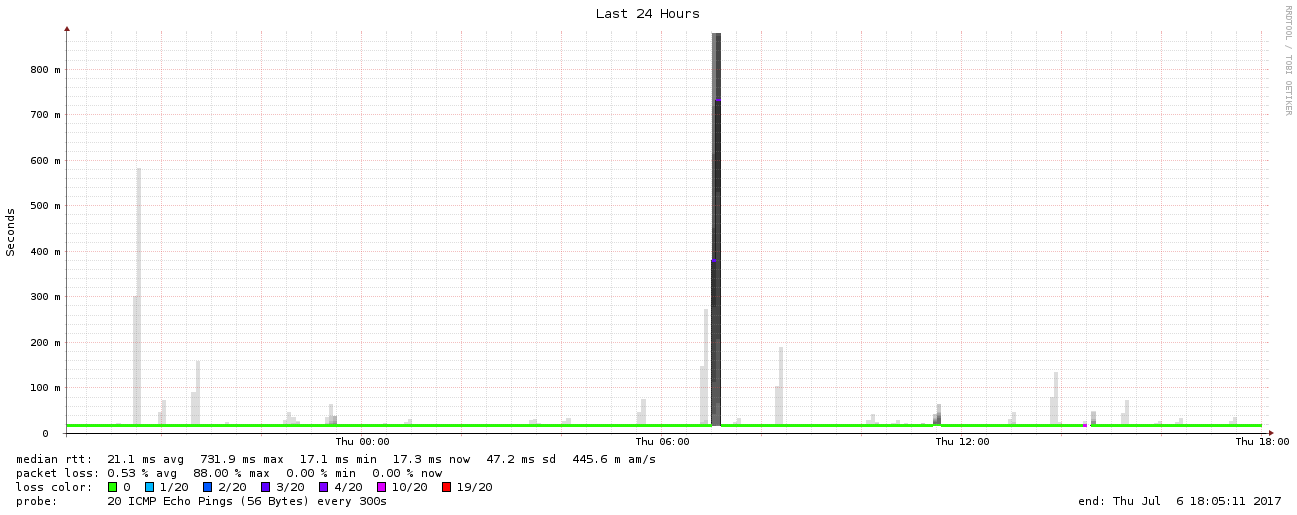 Last 24 Hours
RRDTOOL / TOBI OETIKER
Seconds
800 m
700 m
600 m
500 m
400 m
300 m
200 m
100 m
0
Thu 00:00 Thu 06:00 Thu 12:00 Thu 18:00
median rtt: 21.1 ms avg 731.9 ms max 17.1 ms min 17.3 ms now 47.2 ms sd 445.6 m am/s
packet loss: 0.53 % avg 88.00 % max 0.00 % min 0.00 % now
loss color: 0 1/20 2/20 3/20 4/20 10/20 19/20
probe: 20 ICMP Echo Pings (56 Bytes) every 300s end: Thu Jul 6 18:05:11 2017